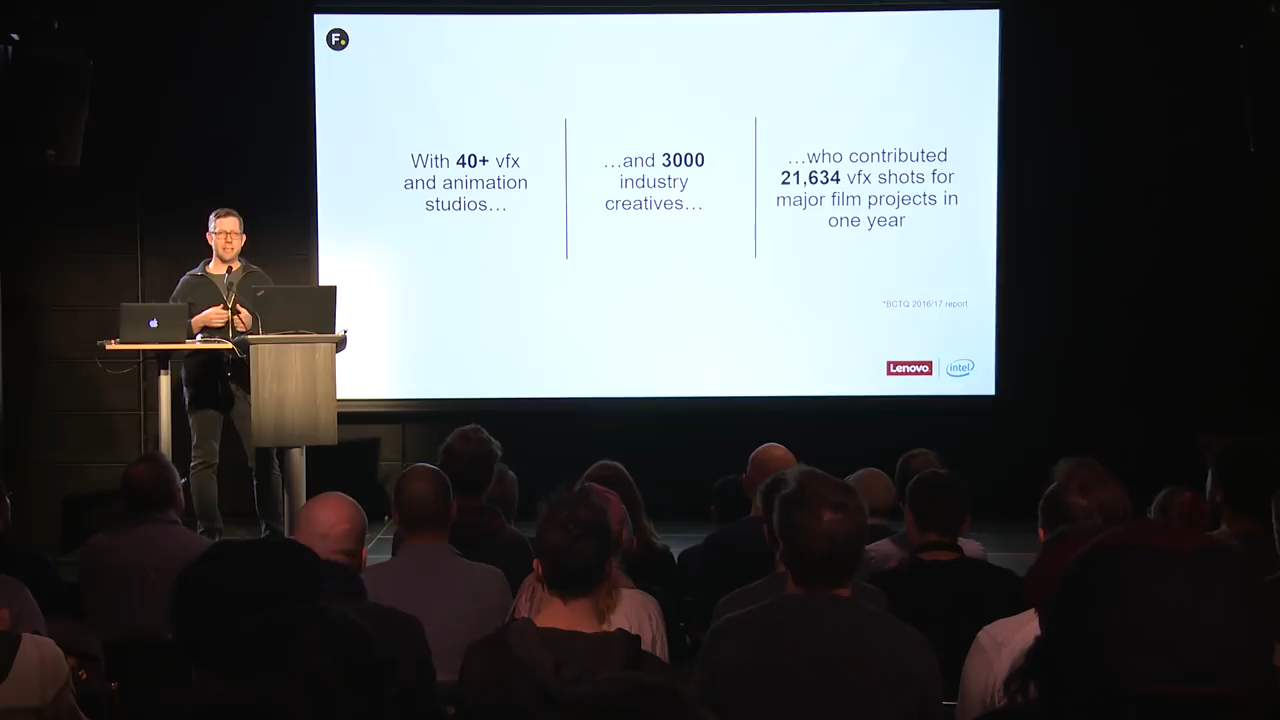 F.
With 40+ vfx
and animation
studios…
…and 3000
industry
creatives…
…who contributed
21,634 vfx shots for
major film projects in
one year
*BCTQ 2016/17 report
Lenovo
intel